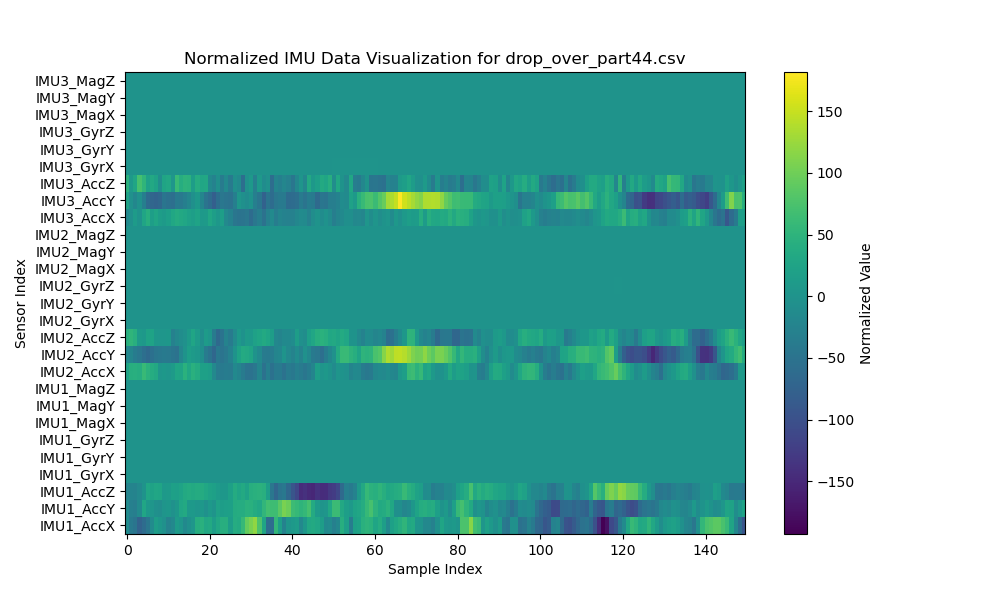 Normalized IMU Data Visualization for drop_over_part44.csv
IMU3_MagZ
IMU3_MagY
IMU3_MagX
IMU3_GyrZ
IMU3_GyrY
IMU3_GyrX
IMU3_AccZ
IMU3_AccY
IMU3_AccX
IMU2_MagZ
IMU2_MagY
IMU2_MagX
IMU2_GyrZ
IMU2_GyrY
IMU2_GyrX
IMU2_AccZ
IMU2_AccY
IMU2_AccX
IMU1_MagZ
IMU1_MagY
IMU1_MagX
IMU1_GyrZ
IMU1_GyrY
IMU1_GyrX
IMU1_AccZ
IMU1_AccY
IMU1_AccX
Sensor Index
0 20 40 60 80 100 120 140
Sample Index
150
100
50
0
−50
−100
−150
Normalized Value